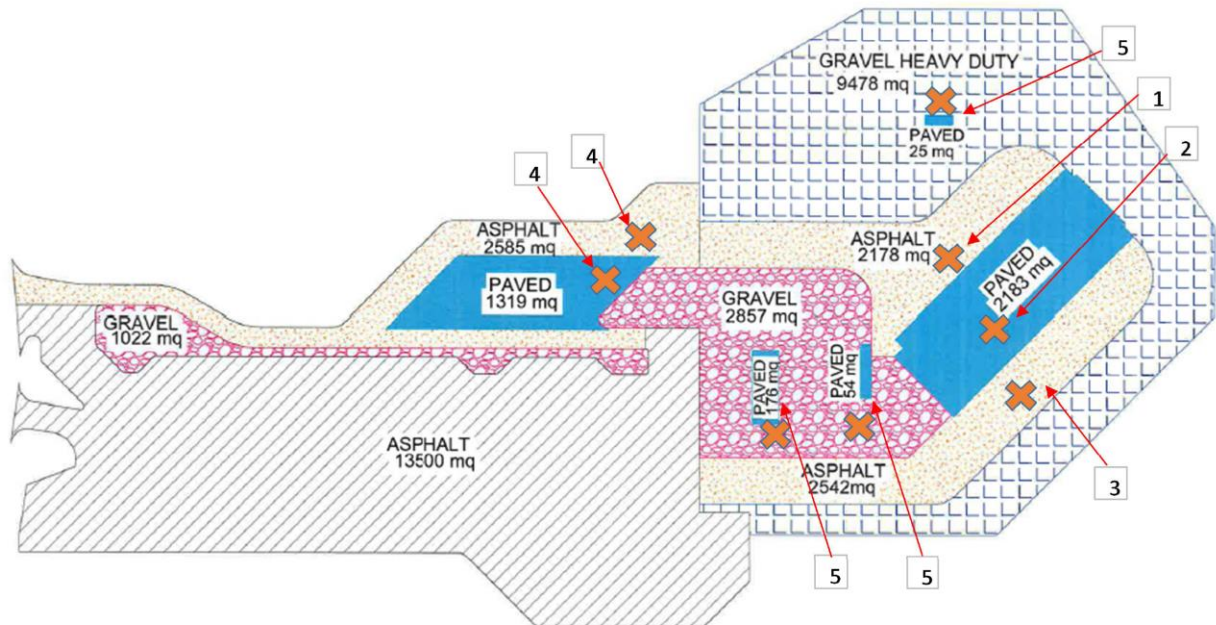 GRAVEL HEAVY DUTY
9478 mq
5
PAVED
25 mq
1
2
4
4
ASPHALT
2585 mq
ASPHALT
2178 mq
PAVED
1319 mq
PAVED
2183 mq
GRAVEL
2857 mq
GRAVEL
1022 mq
PAVED
176 mq
PAVED
54 mq
ASPHALT
13500 mq
ASPHALT
2542mq
3
5
5